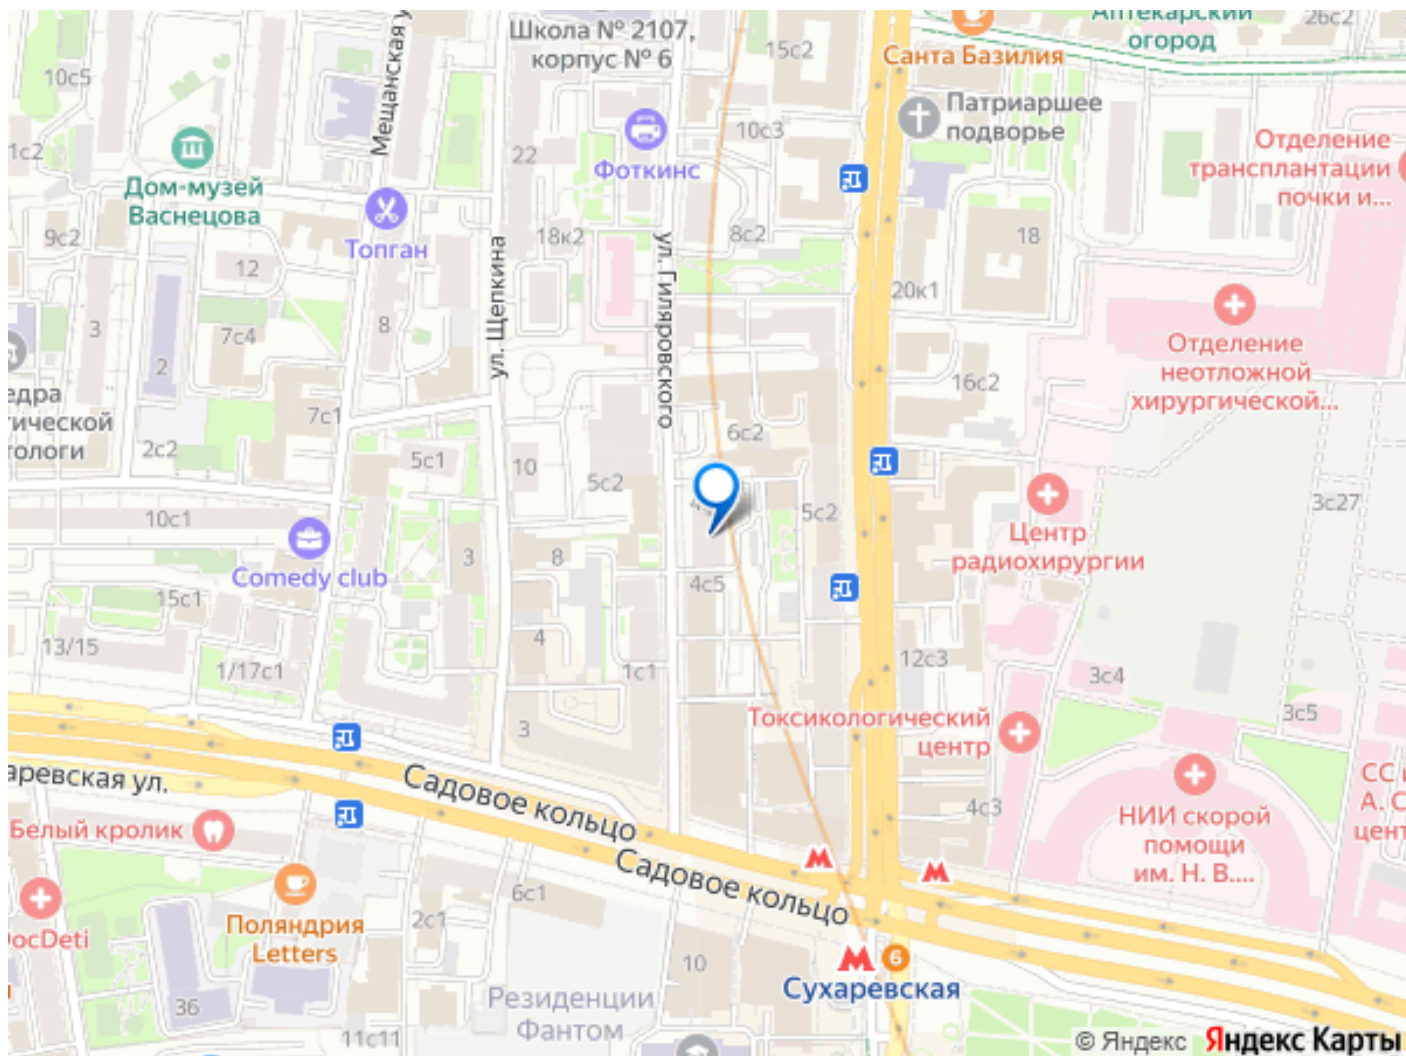 Школа № 2107,
корпус № 6
15с2
Санта Базилия
Аптекарский
огород
26с2
10с5
Мещанская
Патриаршее
подворье
1с2
Дом-музей
Васнецова
22
Фоткинс
10с3
Отделение
трансплантации
почки и...
Топган
9с2
12
18к2
8с2
18
ул. Щепкина
ул. Гиляровского
20к1
3
7с4
8
2
Отделение
неотложной
хирургической...
16с2
едра
гической
тологи
7с1
6с2
2с2
5с1
10
5с2
5с2
3с27
10с1
Центр
радиохирургии
Comedy club
3
8
4с5
15с1
13/15
4
1/17с1
1с1
12с3
3с4
3
Токсикологический
центр
3с5
аревская ул.
Садовое кольцо
4с3
НИИ скорой
помощи
им. Н. В....
Белый кролик
Садовое кольцо
6с1
2с1
Поляндрия
Letters
DocDeti
10
6
Сухаревская
36
Резиденции
Фантом
11с11
© Яндекс Яндекс Карты